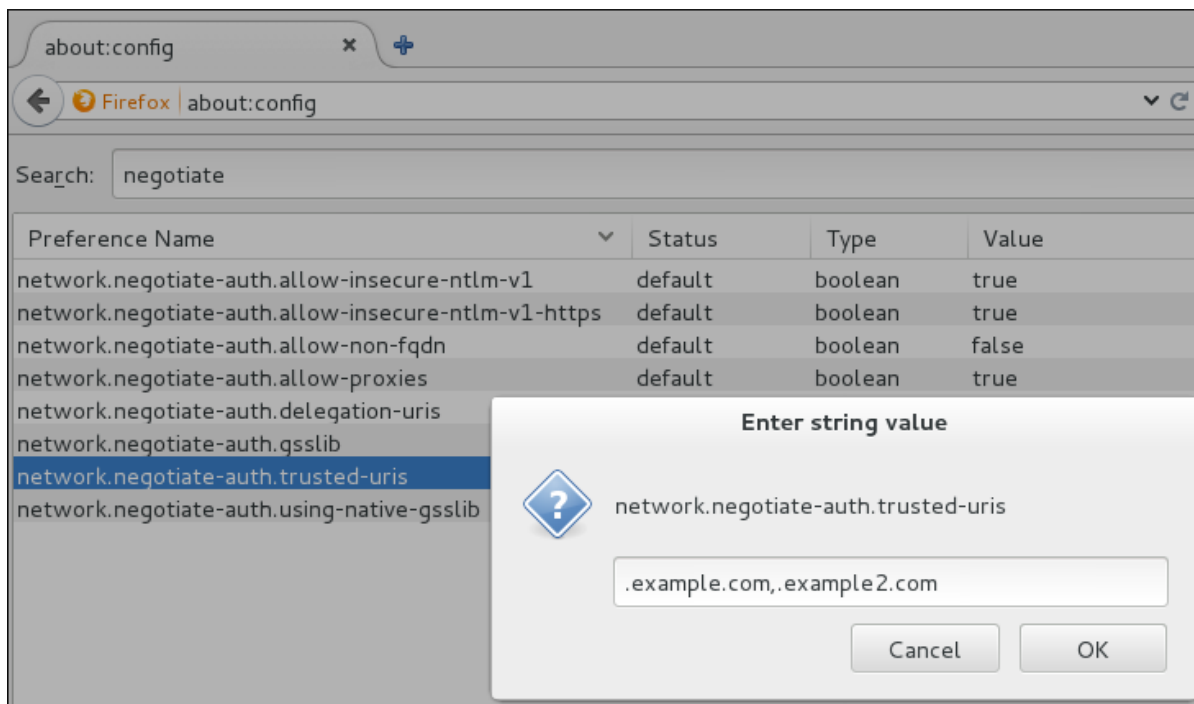 about:config
Firefox about:config
Search: negotiate
Preference Name Status Type Value
network.negotiate-auth.allow-insecure-ntlm-v1 default boolean true
network.negotiate-auth.allow-insecure-ntlm-v1-https default boolean true
network.negotiate-auth.allow-non-fqdn default boolean false
network.negotiate-auth.allow-proxies default boolean true
network.negotiate-auth.delegation-uris
network.negotiate-auth.gsslib
network.negotiate-auth.trusted-uris
network.negotiate-auth.using-native-gsslib
Enter string value
network.negotiate-auth.trusted-uris
.example.com,.example2.com
Cancel OK